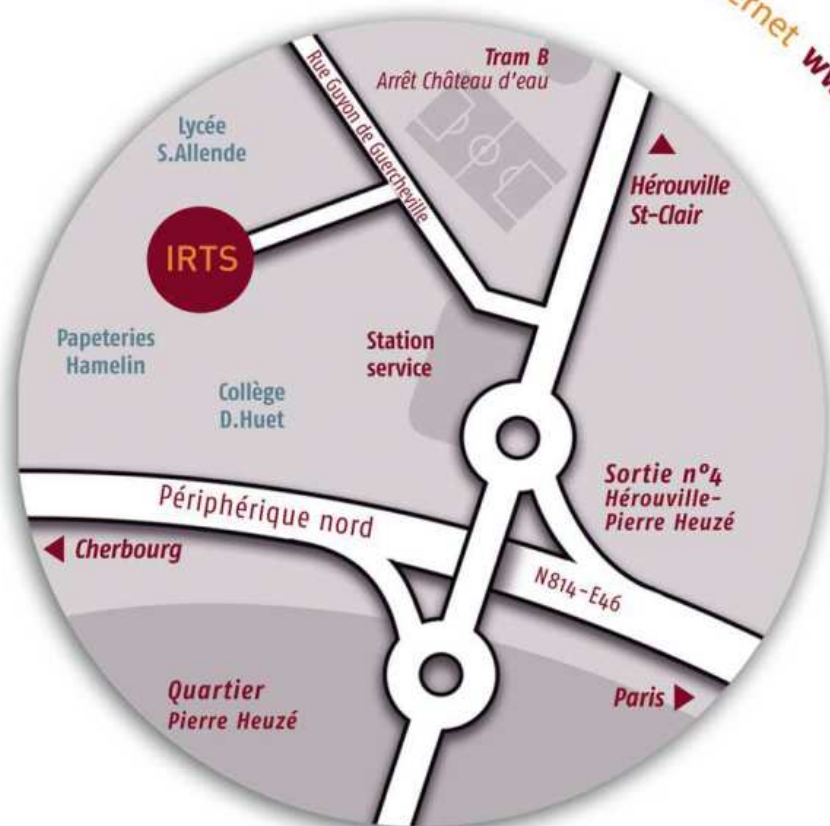 Internet
Tram B
Arrêt Château d'eau
Rue Guyon de Guercheville
Lycée
S.Allende
Hérouville
St-Clair
IRTS
Papeteries
Hamelin
Station
service
Collège
D.Huet
Sortie n°4
Hérouville-
Pierre Heuzé
Périphérique nord
Cherbourg
N814-E46
Quartier
Pierre Heuzé
Paris